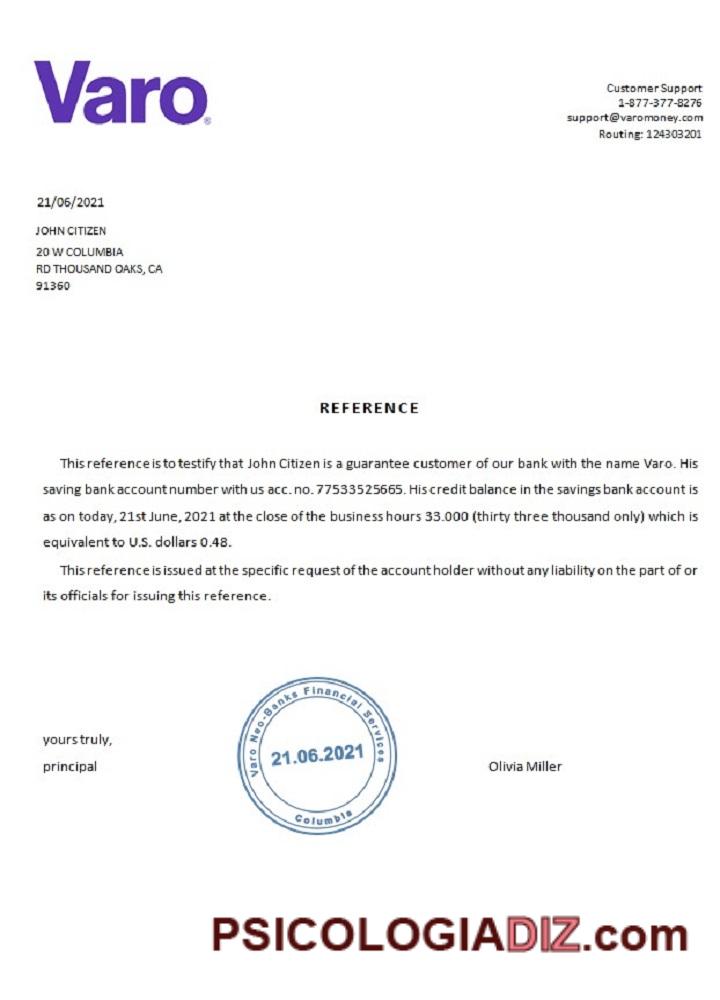 Varo®
Customer Support
1-877-377-8276
support@varomoney.com
Routing: 124303201
21/06/2021
JOHN CITIZEN
20 W COLUMBIA
RD THOUSAND OAKS, CA
91360
REFERENCE
This reference is to testify that John Citizen is a guarantee customer of our bank with the name Varo. His
saving bank account number with us acc. no. 77533525665. His credit balance in the savings bank account is
as on today, 21st June, 2021 at the close of the business hours 33.000 (thirty three thousand only) which is
equivalent to U.S. dollars 0.48.
This reference is issued at the specific request of the account holder without any liability on the part of or
its officials for issuing this reference.
yours truly,
principal
Varo Neo-Banks Financial Services
21.06.2021
Columbia
Olivia Miller
PSICOLOGIADIZ.com